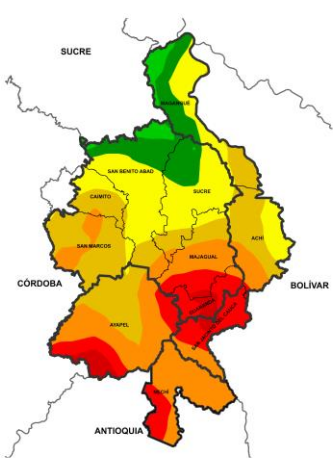 SUCRE
MAGANGUÉ
SAN BENITO ABAD
SUCRE
CAIMITO
SAN MARCOS
ACHÍ
MAJAGUAL
CÓRDOBA
BOLÍVAR
AYAPEL
ANTIOQUIA